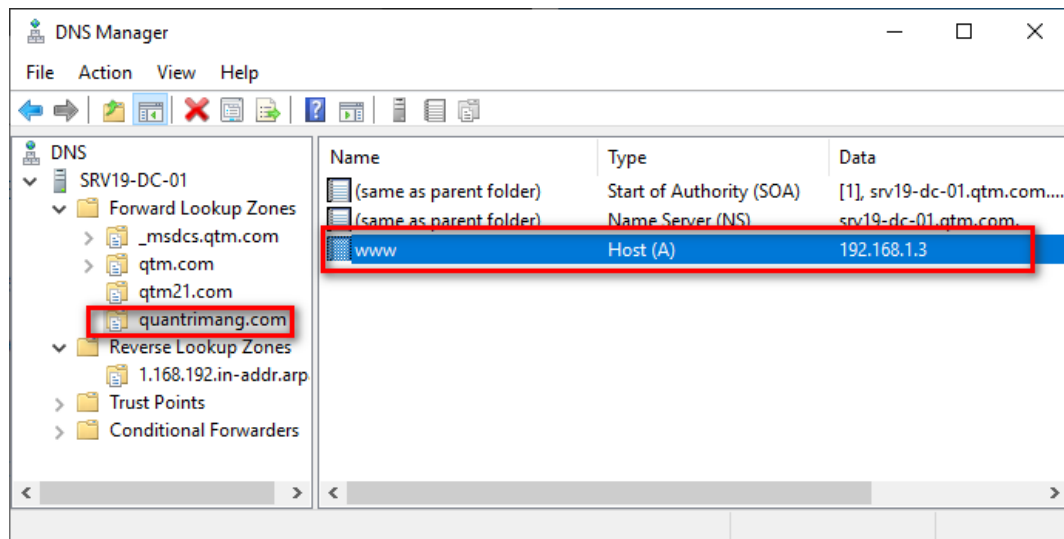 DNS Manager
File Action View Help
DNS
SRV19-DC-01
Forward Lookup Zones
_msdcs.qtm.com
qtm.com
qtm21.com
quantrimang.com
Reverse Lookup Zones
1.168.192.in-addr.arp
Trust Points
Conditional Forwarders
Name Type Data
(same as parent folder) Start of Authority (SOA) [1], srv19-dc-01.qtm.com....
(same as parent folder) Name Server (NS) srv19-dc-01.qtm.com.
www Host (A) 192.168.1.3